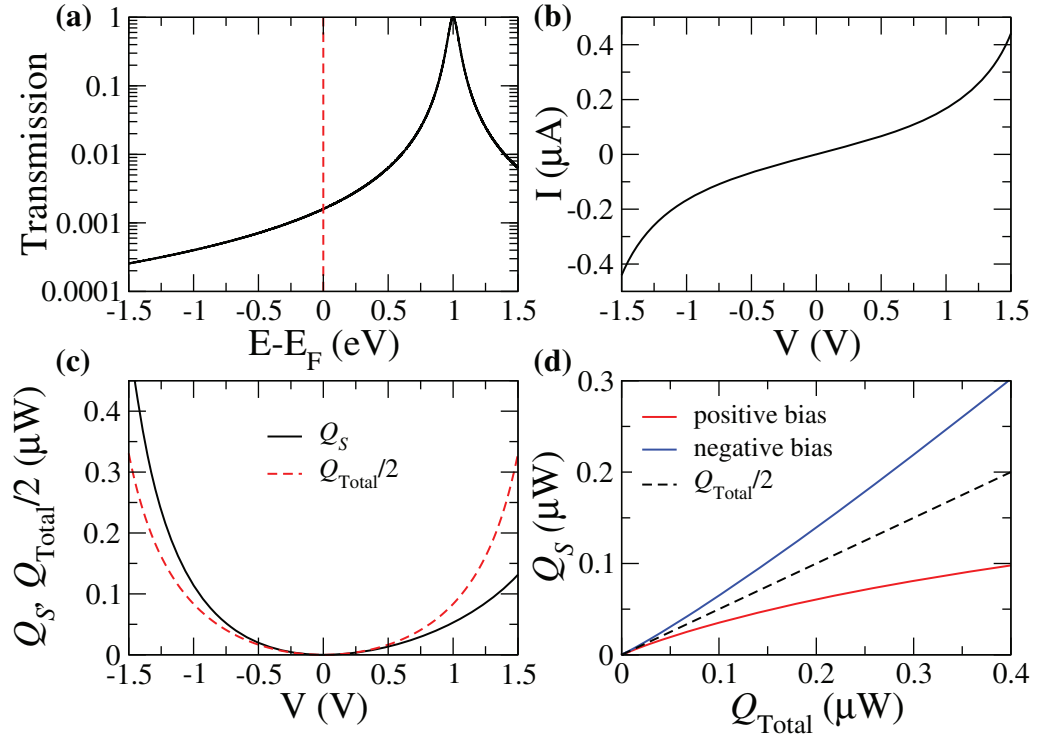 (a)
Transmission
1
0.1
0.01
0.001
0.0001
-1.5 -1 -0.5 0 0.5 1 1.5
E-E_F (eV)
(b)
I (μA)
0.4
0.2
0
-0.2
-0.4
-1.5 -1 -0.5 0 0.5 1 1.5
V (V)
(c)
Q_S, Q_Total/2 (μW)
0.4
0.3
0.2
0.1
0
Q_S
Q_Total/2
-1.5 -1 -0.5 0 0.5 1 1.5
V (V)
(d)
Q_S (μW)
0.3
0.2
0.1
0
positive bias
negative bias
Q_Total/2
0 0.1 0.2 0.3 0.4
Q_Total (μW)